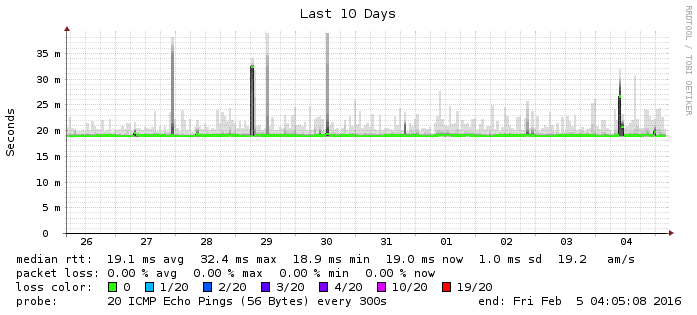 Last 10 Days
RRDTOOL / TOBI OETIKER
Seconds
35 m
30 m
25 m
20 m
15 m
10 m
5 m
0
26 27 28 29 30 31 01 02 03 04
median rtt: 19.1 ms avg 32.4 ms max 18.9 ms min 19.0 ms now 1.0 ms sd 19.2 am/s
packet loss: 0.00 % avg 0.00 % max 0.00 % min 0.00 % now
loss color: 0 1/20 2/20 3/20 4/20 10/20 19/20
probe: 20 ICMP Echo Pings (56 Bytes) every 300s end: Fri Feb 5 04:05:08 2016